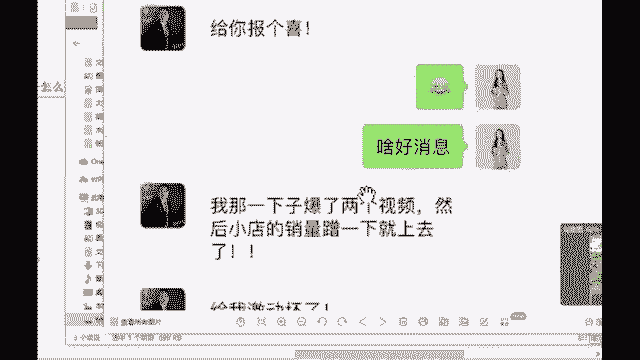 给你报个喜！
啥好消息
我那一下子爆了两个视频，然
后小店的销量蹭一下就上去
了！！
给我激动坏了！
怎么